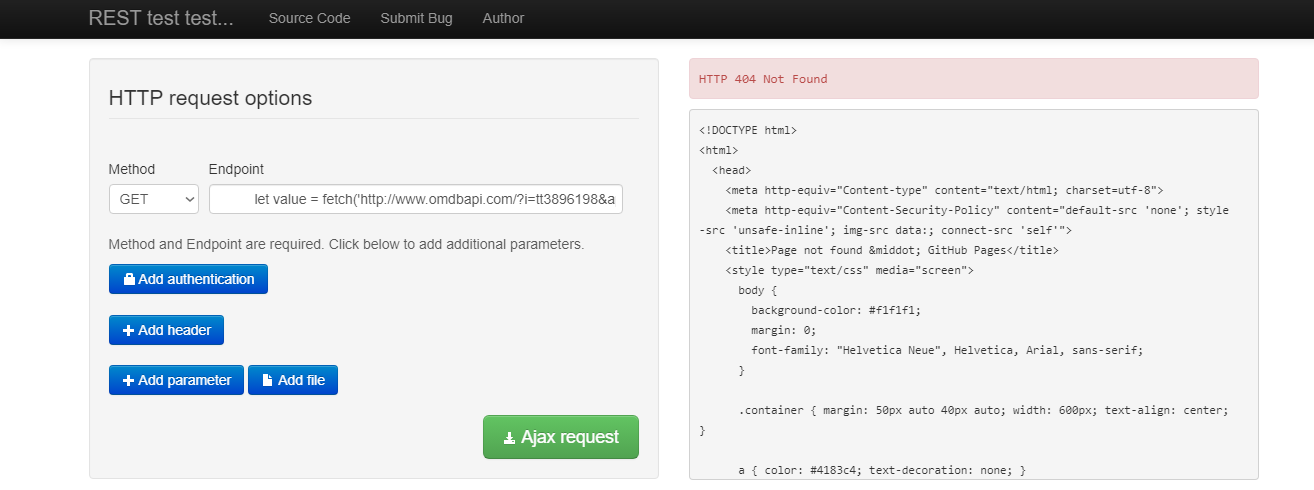 REST test test... Source Code Submit Bug Author
HTTP request options
Method Endpoint
GET let value = fetch('http://www.omdbapi.com/?i=tt3896198&a
Method and Endpoint are required. Click below to add additional parameters.
Add authentication
Add header
Add parameter Add file
Ajax request
HTTP 404 Not Found
<!DOCTYPE html>
<html>
<head>
<meta http-equiv="Content-type" content="text/html; charset=utf-8">
<meta http-equiv="Content-Security-Policy" content="default-src 'none'; style
-src 'unsafe-inline'; img-src data:; connect-src 'self'">
<title>Page not found &middot; GitHub Pages</title>
<style type="text/css" media="screen">
body {
background-color: #f1f1f1;
margin: 0;
font-family: "Helvetica Neue", Helvetica, Arial, sans-serif;
}
.container { margin: 50px auto 40px auto; width: 600px; text-align: center;
}
a { color: #4183c4; text-decoration: none; }